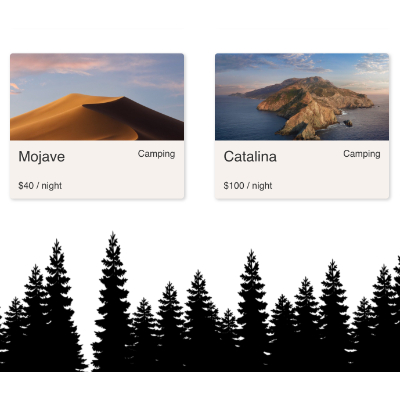 Mojave
Camping
$40 / night
Catalina
Camping
$100 / night